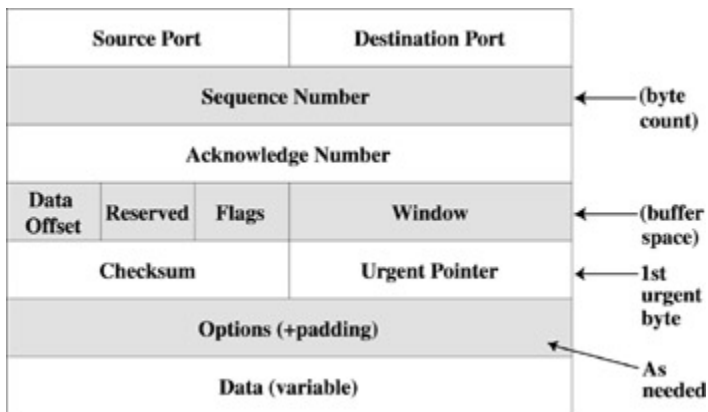 Source Port
Destination Port
Sequence Number
(byte
count)
Acknowledge Number
Data
Offset
Reserved
Flags
Window
(buffer
space)
Checksum
Urgent Pointer
1st
urgent
byte
Options (+padding)
As
needed
Data (variable)